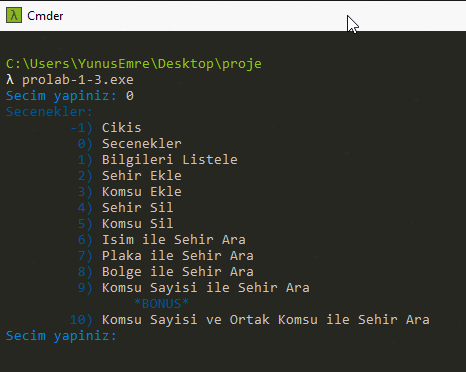 λ Cmder
C:\Users\YunusEmre\Desktop\proje
λ prolab-1-3.exe
Secim yapiniz: 0
Secenekler:
-1) Cikis
0) Secenekler
1) Bilgileri Listele
2) Sehir Ekle
3) Komsu Ekle
4) Sehir Sil
5) Komsu Sil
6) Isim ile Sehir Ara
7) Plaka ile Sehir Ara
8) Bolge ile Sehir Ara
9) Komsu Sayisi ile Sehir Ara
*BONUS*
10) Komsu Sayisi ve Ortak Komsu ile Sehir Ara
Secim yapiniz: